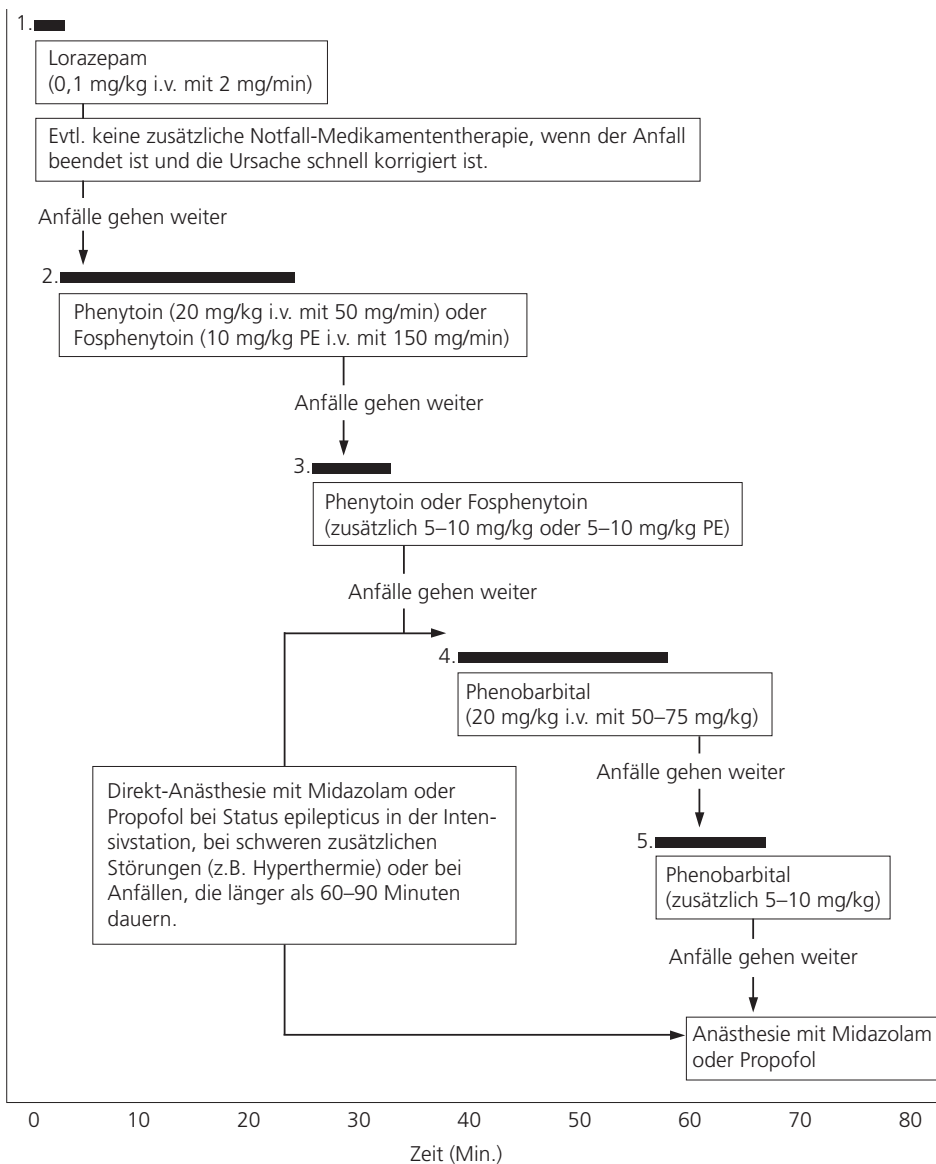 1.
Lorazepam
(0,1 mg/kg i.v. mit 2 mg/min)
Evtl. keine zusätzliche Notfall-Medikamententherapie, wenn der Anfall
beendet ist und die Ursache schnell korrigiert ist.
Anfälle gehen weiter
2.
Phenytoin (20 mg/kg i.v. mit 50 mg/min) oder
Fosphenytoin (10 mg/kg PE i.v. mit 150 mg/min)
Anfälle gehen weiter
3.
Phenytoin oder Fosphenytoin
(zusätzlich 5–10 mg/kg oder 5–10 mg/kg PE)
Anfälle gehen weiter
4.
Phenobarbital
(20 mg/kg i.v. mit 50–75 mg/kg)
Anfälle gehen weiter
Direkt-Anästhesie mit Midazolam oder
Propofol bei Status epilepticus in der Inten-
sivstation, bei schweren zusätzlichen
Störungen (z.B. Hyperthermie) oder bei
Anfällen, die länger als 60–90 Minuten
dauern.
5.
Phenobarbital
(zusätzlich 5–10 mg/kg)
Anfälle gehen weiter
Anästhesie mit Midazolam
oder Propofol
0 10 20 30 40 50 60 70 80
Zeit (Min.)